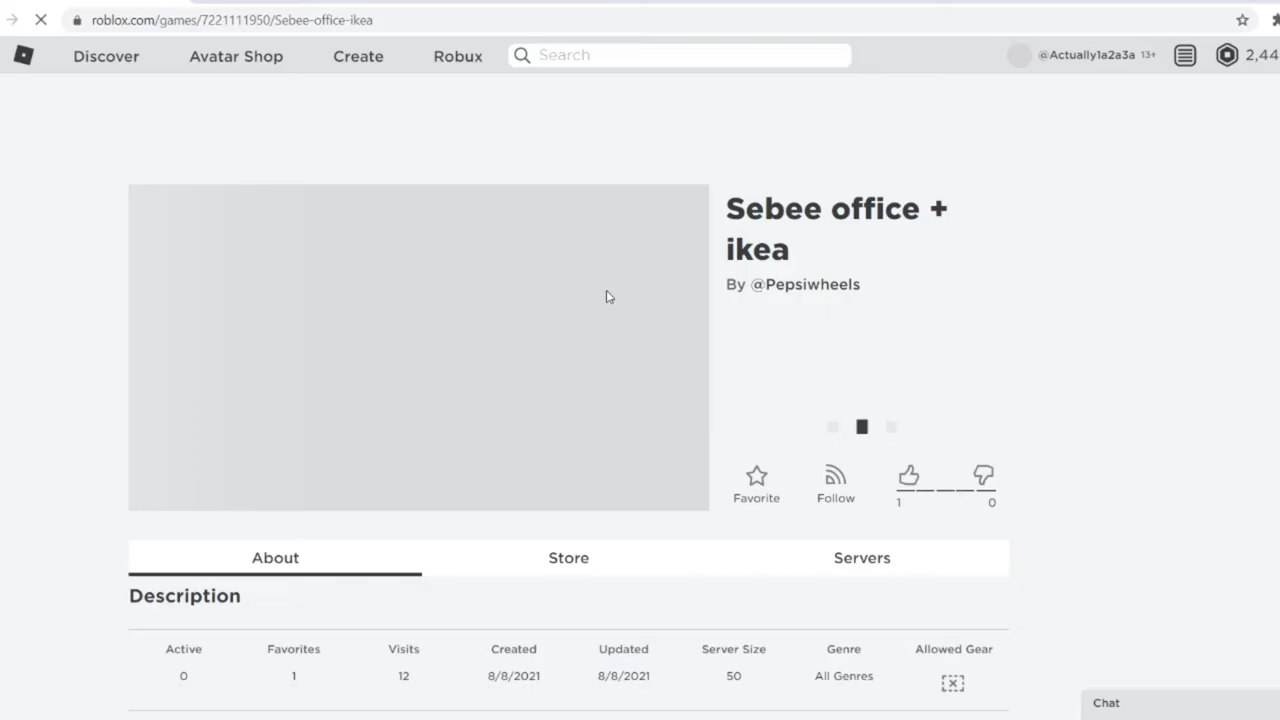 roblox.com/games/7221111950/Sebee-office-ikea
Discover Avatar Shop Create Robux Search @Actually1a2a3a 13+ 2,44
Sebee office +
ikea
By @Pepsiwheels
Favorite Follow 1 0
About Store Servers
Description
Active Favorites Visits Created Updated Server Size Genre Allowed Gear
0 1 12 8/8/2021 8/8/2021 50 All Genres
Chat